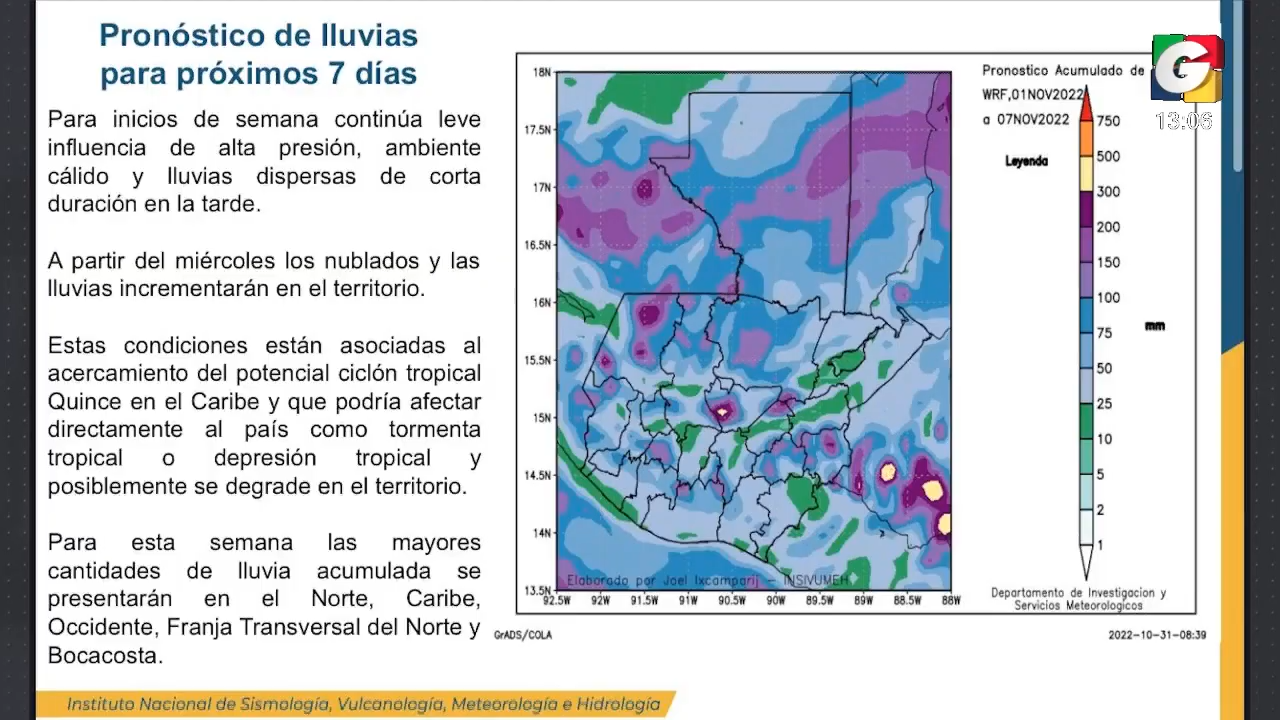 Pronóstico de lluvias
para próximos 7 días
Para inicios de semana continúa leve
influencia de alta presión, ambiente
cálido y lluvias dispersas de corta
duración en la tarde.
A partir del miércoles los nublados y las
lluvias incrementarán en el territorio.
Estas condiciones están asociadas al
acercamiento del potencial ciclón tropical
Quince en el Caribe y que podría afectar
directamente al país como tormenta
tropical o depresión tropical y
posiblemente se degrade en el territorio.
Para esta semana las mayores
cantidades de lluvia acumulada se
presentarán en el Norte, Caribe,
Occidente, Franja Transversal del Norte y
Bocacosta.
Instituto Nacional de Sismología, Vulcanología, Meteorología e Hidrología
18N
17.5N
17N
16.5N
16N
15.5N
15N
14.5N
14N
13.5N
92.5W 92W 91.5W 91W 90.5W 90W 89.5W 89W 88.5W 88W
Elaborado por Joel Ixcamparij – INSIVUMEH
Pronostico Acumulado de
WRF,01NOV2022
a 07NOV2022
Leyenda
750
500
300
200
150
100
75
50
25
10
5
2
1
mm
Departamento de Investigacion y
Servicios Meteorologicos
GrADS/COLA
2022-10-31-08:39
G
13:06